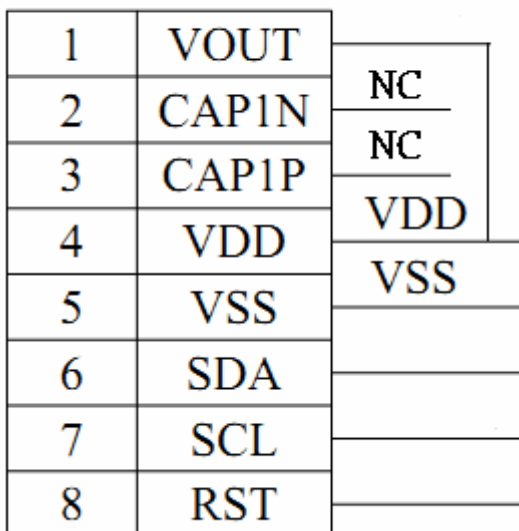 1 VOUT
NC
2 CAP1N
NC
3 CAP1P
VDD
4 VDD
VSS
5 VSS
6 SDA
7 SCL
8 RST